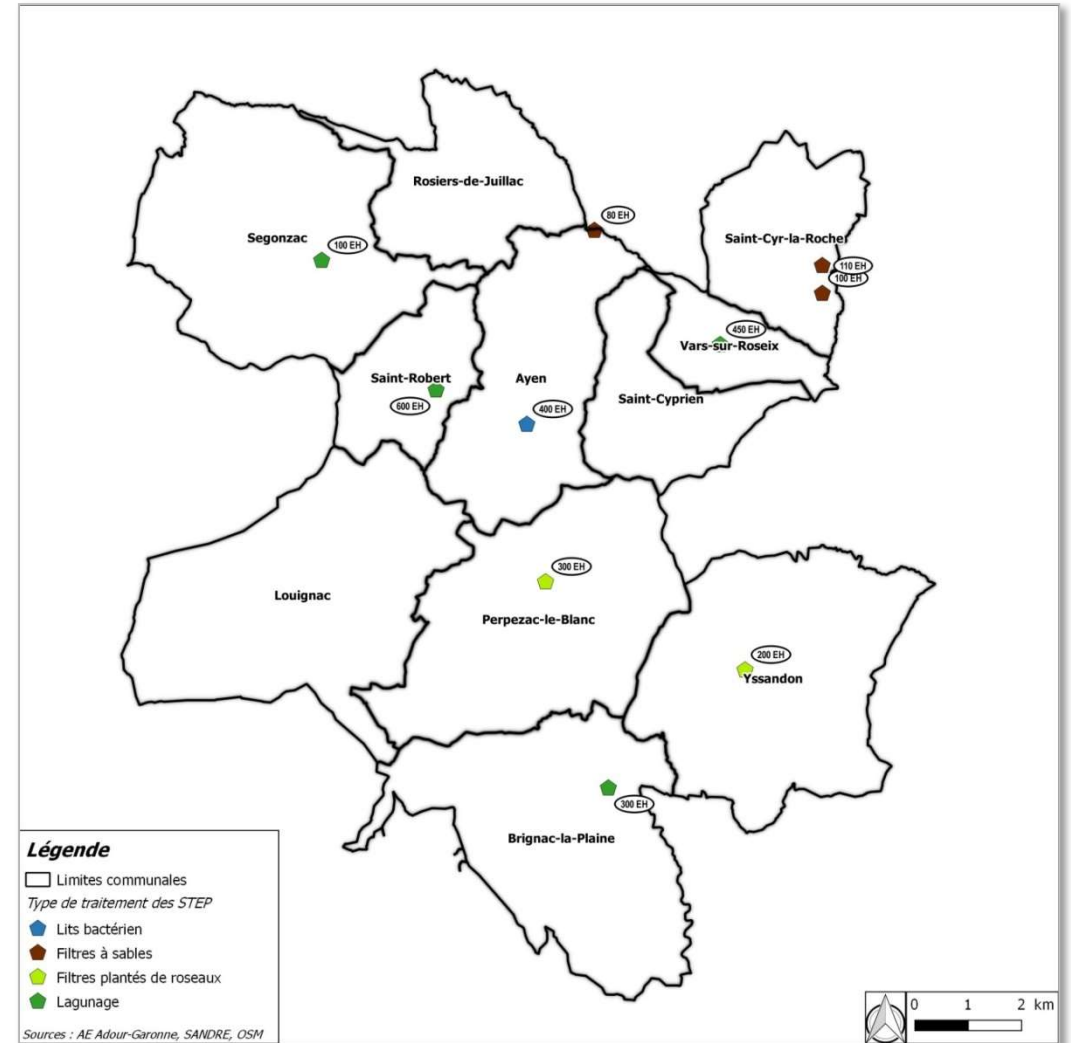 Rosiers-de-Juillac
80 EH
Segonzac
100 EH
Saint-Cyr-la-Roche
110 EH
100 EH
450 EH
Vars-sur-Roseix
Saint-Robert
600 EH
Ayen
400 EH
Saint-Cyprien
300 EH
Louignac
Perpezac-le-Blanc
200 EH
Yssandon
300 EH
Brignac-la-Plaine
Légende
Limites communales
Type de traitement des STEP
Lits bactérien
Filtres à sables
Filtres plantés de roseaux
Lagunage
Sources : AE Adour-Garonne, SANDRE, OSM
0 1 2 km